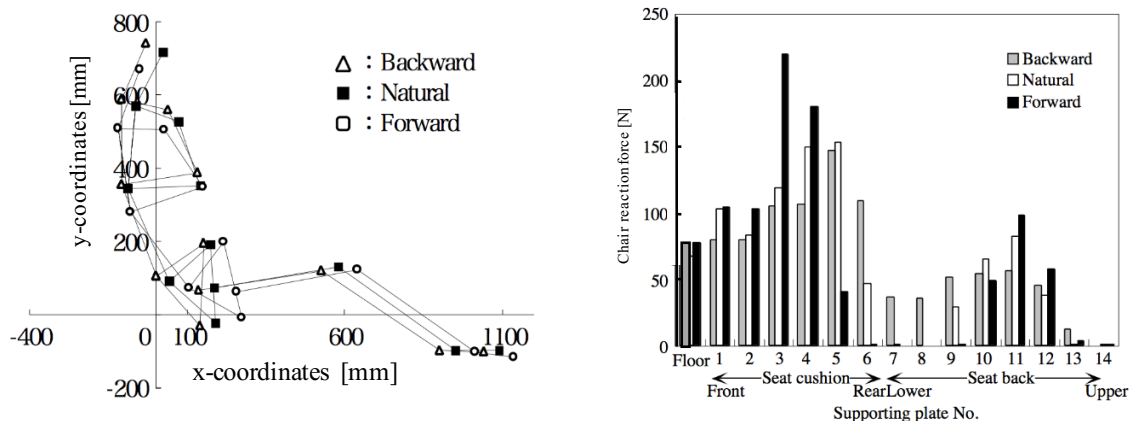 800
600
400
200
0
-200
-400 0 100 600 1100
y-coordinates [mm]
x-coordinates [mm]
: Backward
: Natural
: Forward
Chair reaction force [N]
250
200
150
100
50
0
Backward
Natural
Forward
Floor 1 2 3 4 5 6 7 8 9 10 11 12 13 14
Seat cushion Seat back
Front RearLower Upper
Supporting plate No.